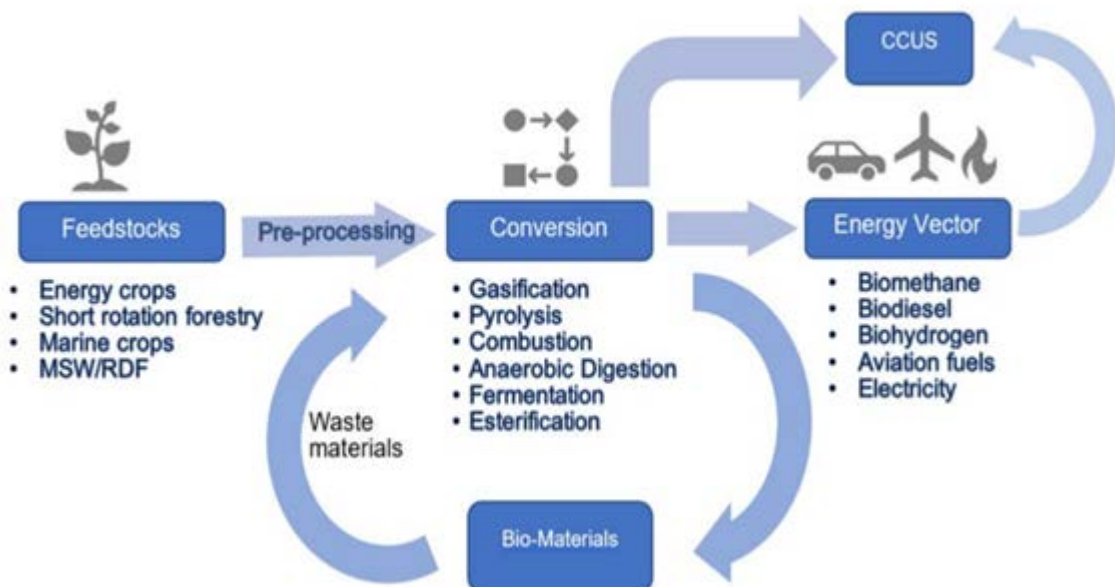 CCUS
Feedstocks
Pre-processing
Conversion
Energy Vector
• Energy crops
• Short rotation forestry
• Marine crops
• MSW/RDF
• Gasification
• Pyrolysis
• Combustion
• Anaerobic Digestion
• Fermentation
• Esterification
• Biomethane
• Biodiesel
• Biohydrogen
• Aviation fuels
• Electricity
Waste
materials
Bio-Materials